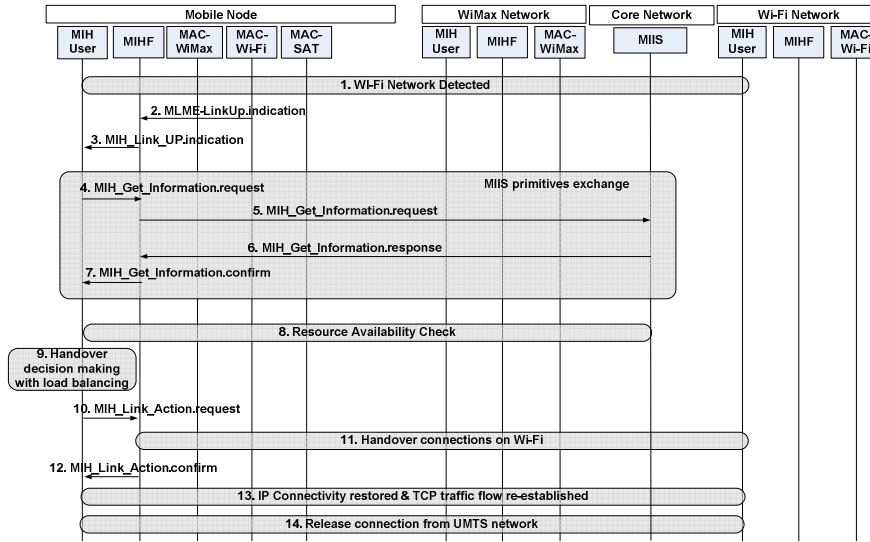 Mobile Node
WiMax Network
Core Network
Wi-Fi Network
MIH
User
MIHF
MAC-
WiMax
MAC-
Wi-Fi
MAC-
SAT
MIH
User
MIHF
MAC-
WiMax
MIIS
MIH
User
MIHF
MAC-
Wi-Fi
1. Wi-Fi Network Detected
2. MLME-LinkUp.indication
3. MIH_Link_UP.indication
MIIS primitives exchange
4. MIH_Get_Information.request
5. MIH_Get_Information.request
6. MIH_Get_Information.response
7. MIH_Get_Information.confirm
8. Resource Availability Check
9. Handover
decision making
with load balancing
10. MIH_Link_Action.request
11. Handover connections on Wi-Fi
12. MIH_Link_Action.confirm
13. IP Connectivity restored & TCP traffic flow re-established
14. Release connection from UMTS network